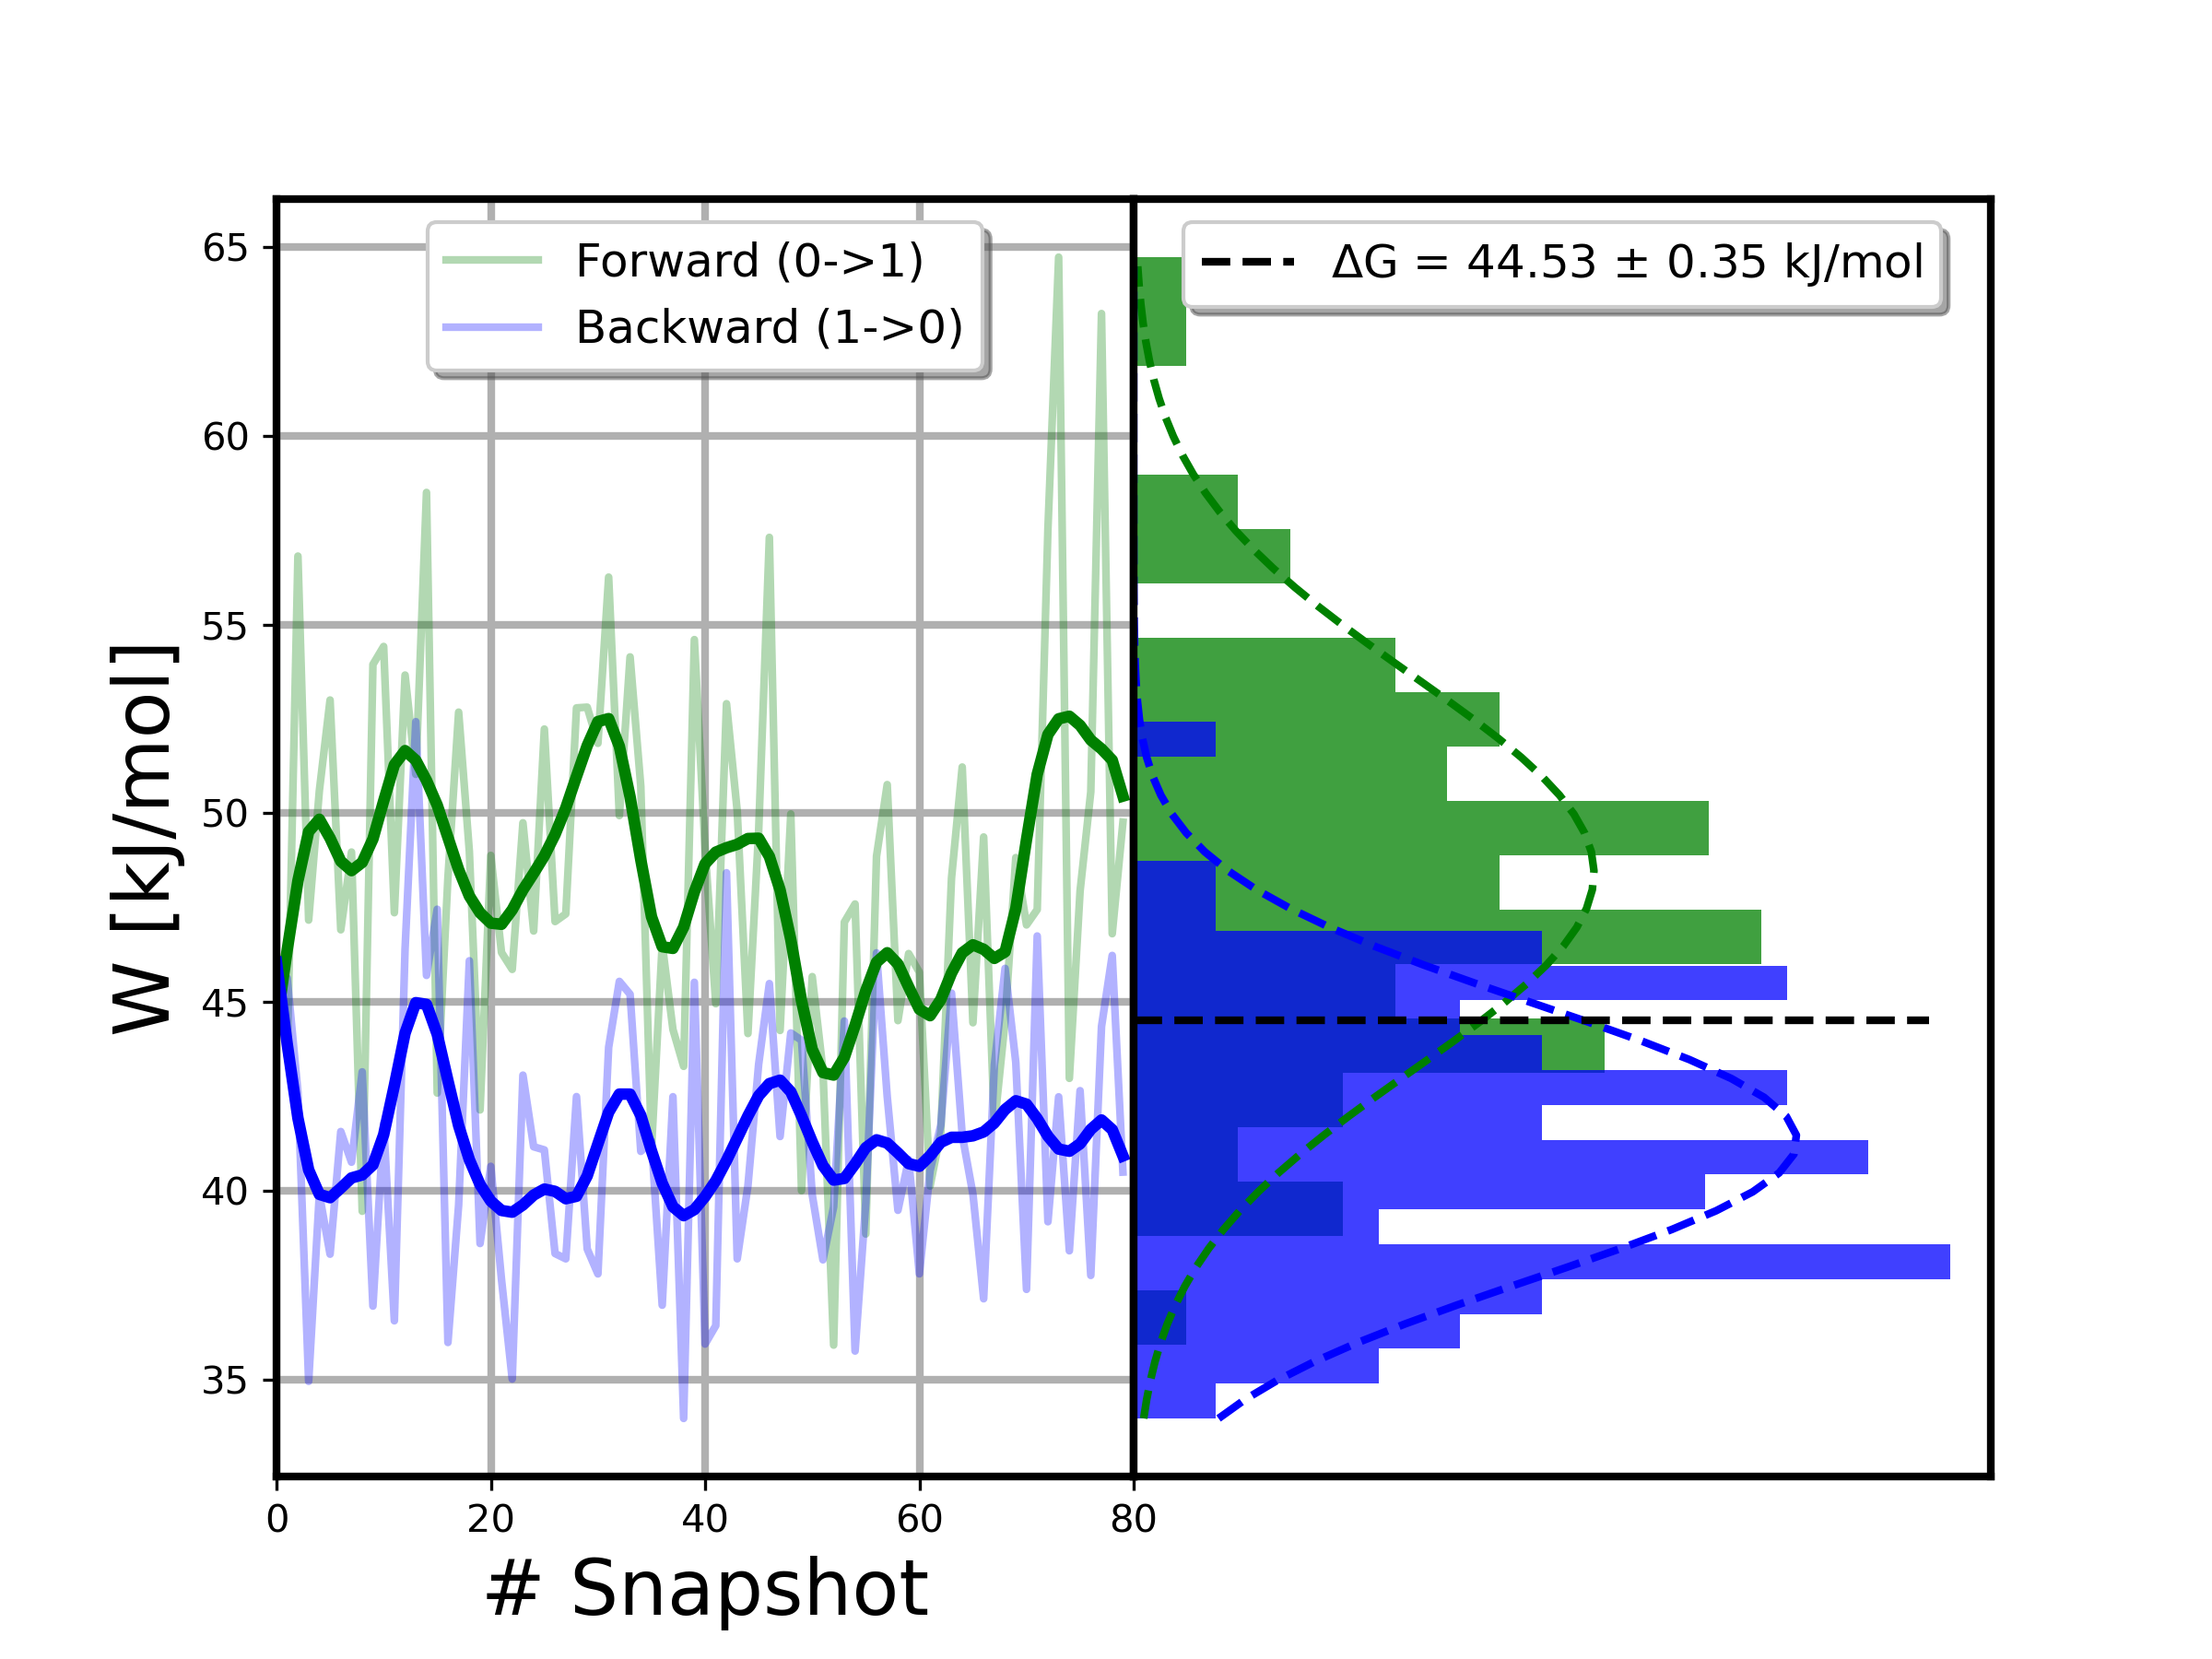 Forward (0->1)
Backward (1->0)
ΔG = 44.53 ± 0.35 kJ/mol
W [kJ/mol]
65
60
55
50
45
40
35
0 20 40 60 80
# Snapshot